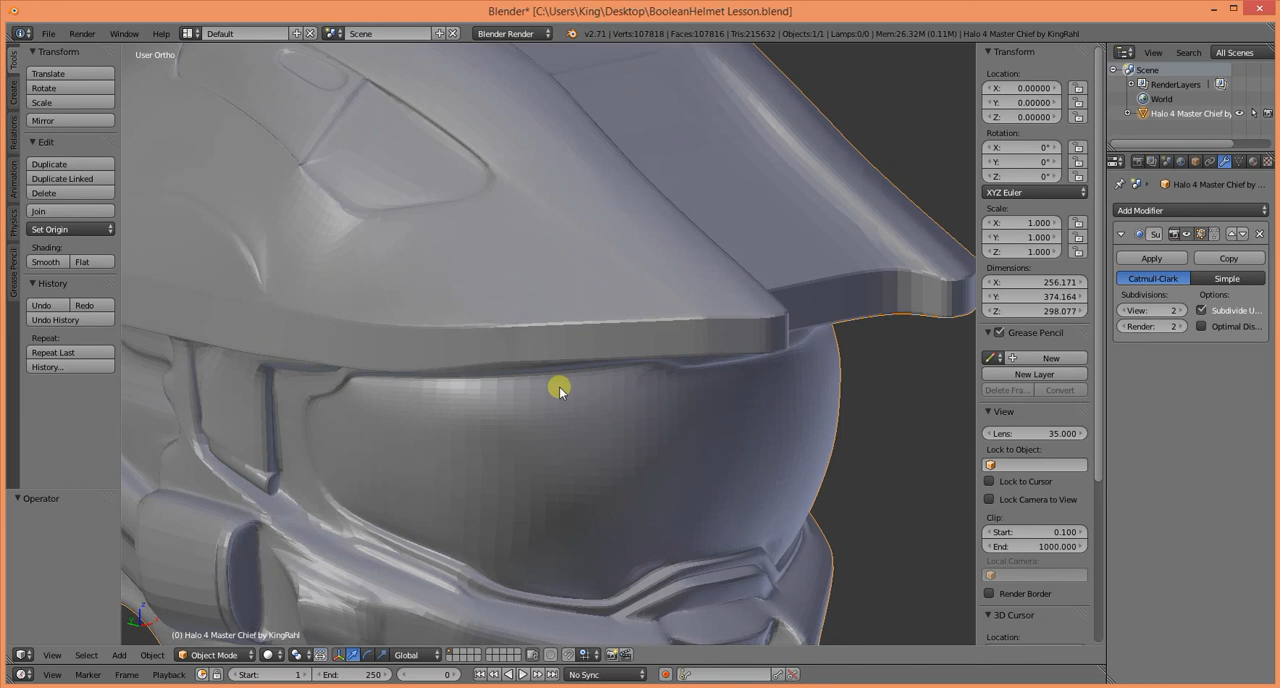 Blender* [C:\Users\King\Desktop\BooleanHelmet Lesson.blend]
File Render Window Help Default Scene Blender Render v2.71 | Verts:107818 | Faces:107816 | Tris:215632 | Objects:1/1 | Lamps:0/0 | Mem:26.32M (0.11M) | Halo 4 Master Chief by KingRahl
Tools
Create
Relations
Animation
Physics
Grease Pencil
Transform
Translate
Rotate
Scale
Mirror
Edit
Duplicate
Duplicate Linked
Delete
Join
Set Origin
Shading:
Smooth Flat
History
Undo Redo
Undo History
Repeat:
Repeat Last
History...
Operator
User Ortho
(0) Halo 4 Master Chief by KingRahl
Transform
Location:
X: 0.00000
Y: 0.00000
Z: 0.00000
Rotation:
X: 0°
Y: 0°
Z: 0°
XYZ Euler
Scale:
X: 1.000
Y: 1.000
Z: 1.000
Dimensions:
X: 256.171
Y: 374.164
Z: 298.077
Grease Pencil
New
New Layer
Delete Fra... Convert
View
Lens: 35.000
Lock to Object:
Lock to Cursor
Lock Camera to View
Clip:
Start: 0.100
End: 1000.000
Local Camera:
Render Border
3D Cursor
Location:
View Search All Scenes
Scene
RenderLayers
World
Halo 4 Master Chief by
Halo 4 Master Chief by ...
Add Modifier
Su
Apply Copy
Catmull-Clark Simple
Subdivisions: Options:
View: 2 Subdivide U...
Render: 2 Optimal Dis...
View Select Add Object Object Mode Global
View Marker Frame Playback Start: 1 End: 250 0 No Sync